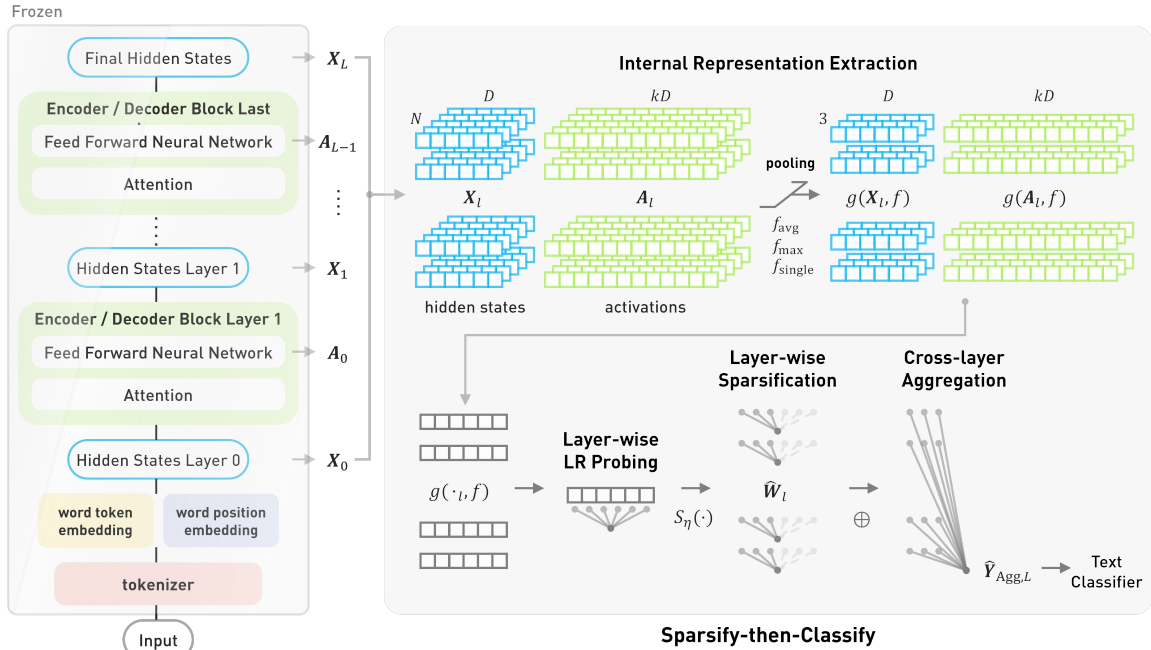 Frozen
Final Hidden States
Encoder / Decoder Block Last
Feed Forward Neural Network
Attention
⋮
Hidden States Layer 1
Encoder / Decoder Block Layer 1
Feed Forward Neural Network
Attention
Hidden States Layer 0
word token
embedding
word position
embedding
tokenizer
Input
X_L
A_{L−1}
⋮
X_1
A_0
X_0
Internal Representation Extraction
D
kD
N
X_l
A_l
hidden states
activations
pooling
f_avg
f_max
f_single
D
kD
3
g(X_l, f)
g(A_l, f)
g(·_l, f)
Layer-wise
LR Probing
S_η(·)
Layer-wise
Sparsification
Ŵ_l
⊕
Cross-layer
Aggregation
Ŷ_{Agg,L}
Text
Classifier
Sparsify-then-Classify